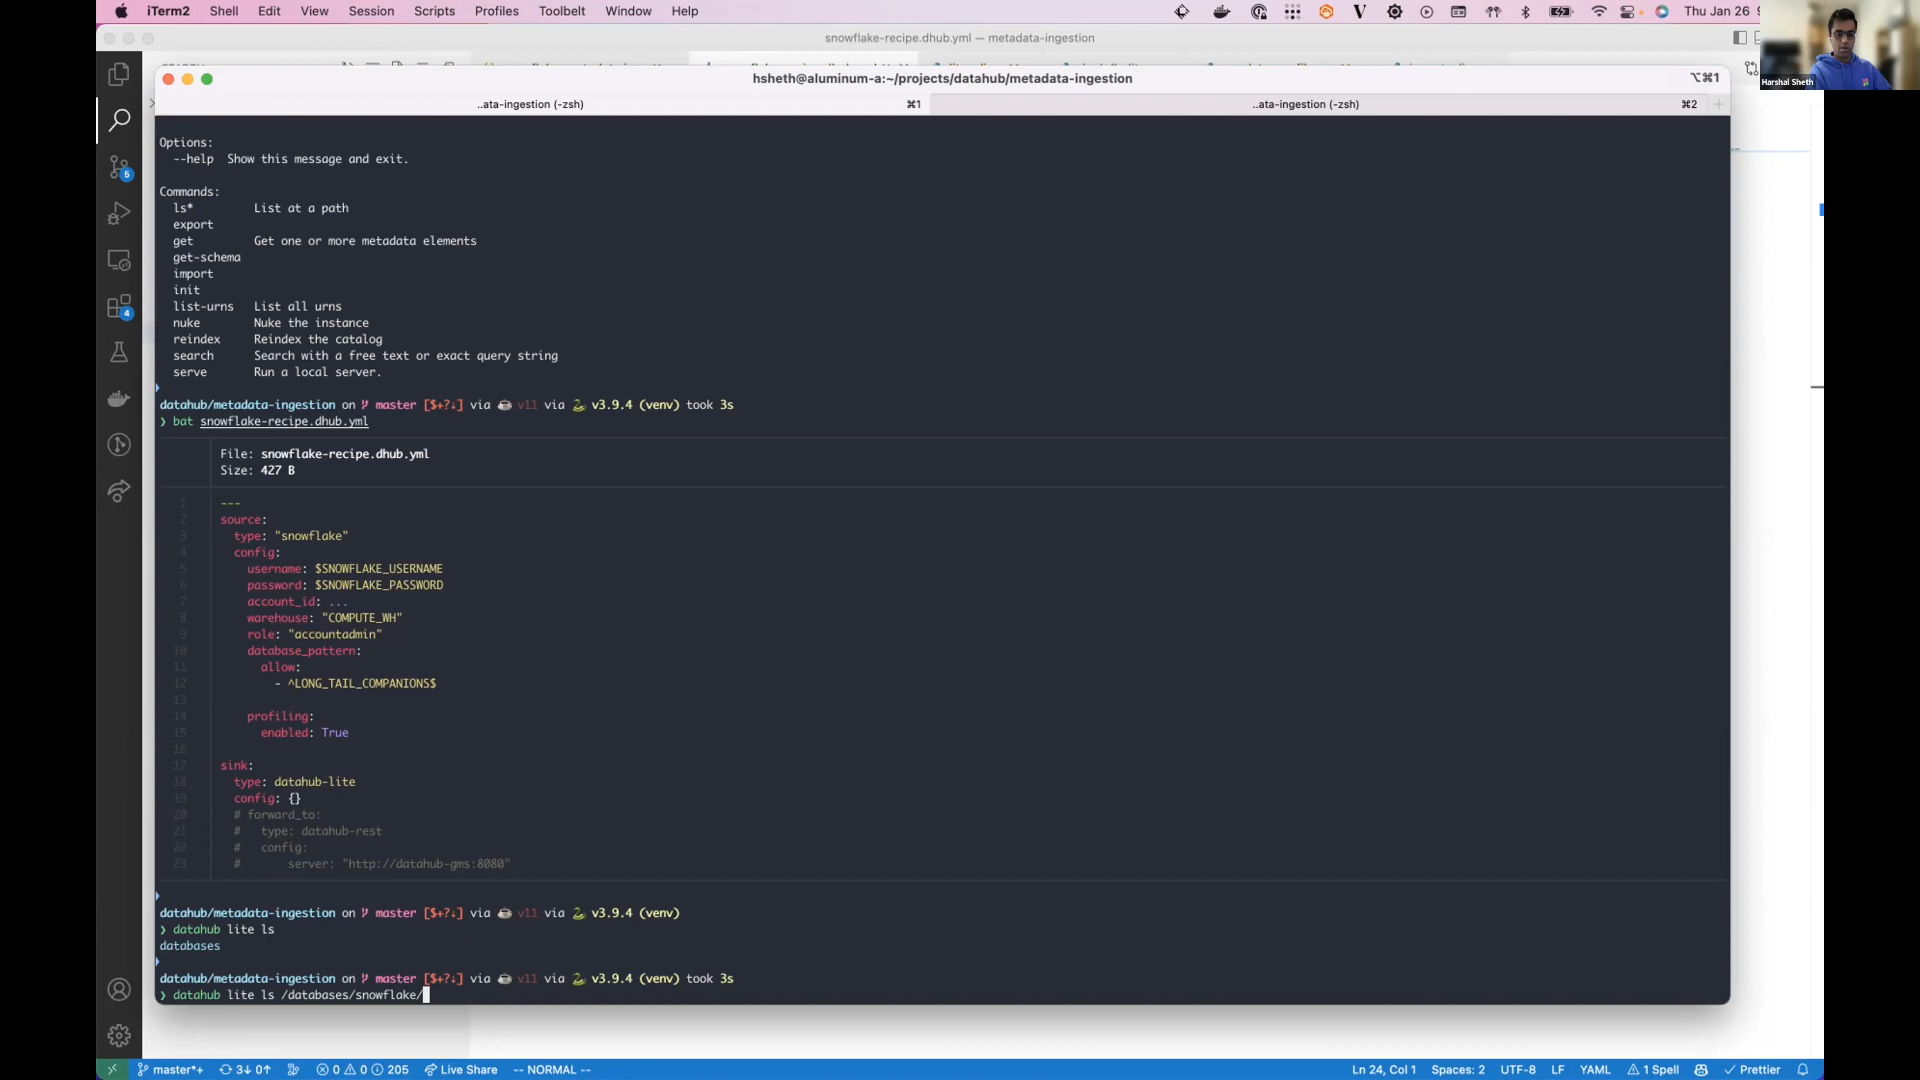 iTerm2 Shell Edit View Session Scripts Profiles Toolbelt Window Help Thu Jan 26
snowflake-recipe.dhub.yml — metadata-ingestion
Harshal Sheth
hsheth@aluminum-a:~/projects/datahub/metadata-ingestion ⌥⌘1
..ata-ingestion (-zsh) ⌘1 ..ata-ingestion (-zsh) ⌘2 +
Options:
--help Show this message and exit.
Commands:
ls* List at a path
export
get Get one or more metadata elements
get-schema
import
init
list-urns List all urns
nuke Nuke the instance
reindex Reindex the catalog
search Search with a free text or exact query string
serve Run a local server.
datahub/metadata-ingestion on master [$+?⇣] via v11 via v3.9.4 (venv) took 3s
❯ bat snowflake-recipe.dhub.yml
File: snowflake-recipe.dhub.yml
Size: 427 B
1 ---
2 source:
3 type: "snowflake"
4 config:
5 username: $SNOWFLAKE_USERNAME
6 password: $SNOWFLAKE_PASSWORD
7 account_id: ...
8 warehouse: "COMPUTE_WH"
9 role: "accountadmin"
10 database_pattern:
11 allow:
12 - ^LONG_TAIL_COMPANIONS$
13
14 profiling:
15 enabled: True
16
17 sink:
18 type: datahub-lite
19 config: {}
20 # forward_to:
21 # type: datahub-rest
22 # config:
23 # server: "http://datahub-gms:8080"
datahub/metadata-ingestion on master [$+?⇣] via v11 via v3.9.4 (venv)
❯ datahub lite ls
databases
datahub/metadata-ingestion on master [$+?⇣] via v11 via v3.9.4 (venv) took 3s
❯ datahub lite ls /databases/snowflake/
5
4
master*+ 3↓ 0↑ 0 0 205 Live Share -- NORMAL -- Ln 24, Col 1 Spaces: 2 UTF-8 LF YAML 1 Spell Prettier